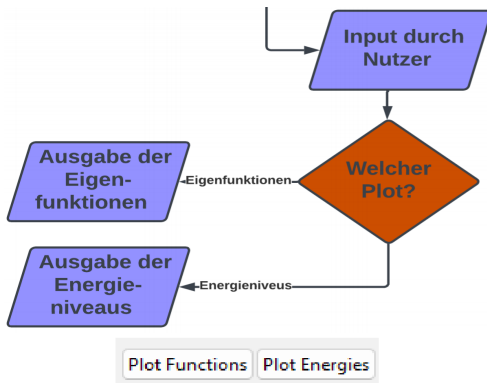 Input durch
Nutzer
Welcher
Plot?
Ausgabe der
Eigen-
funktionen
Eigenfunktionen
Ausgabe der
Energie-
niveaus
Energieniveus
Plot Functions
Plot Energies